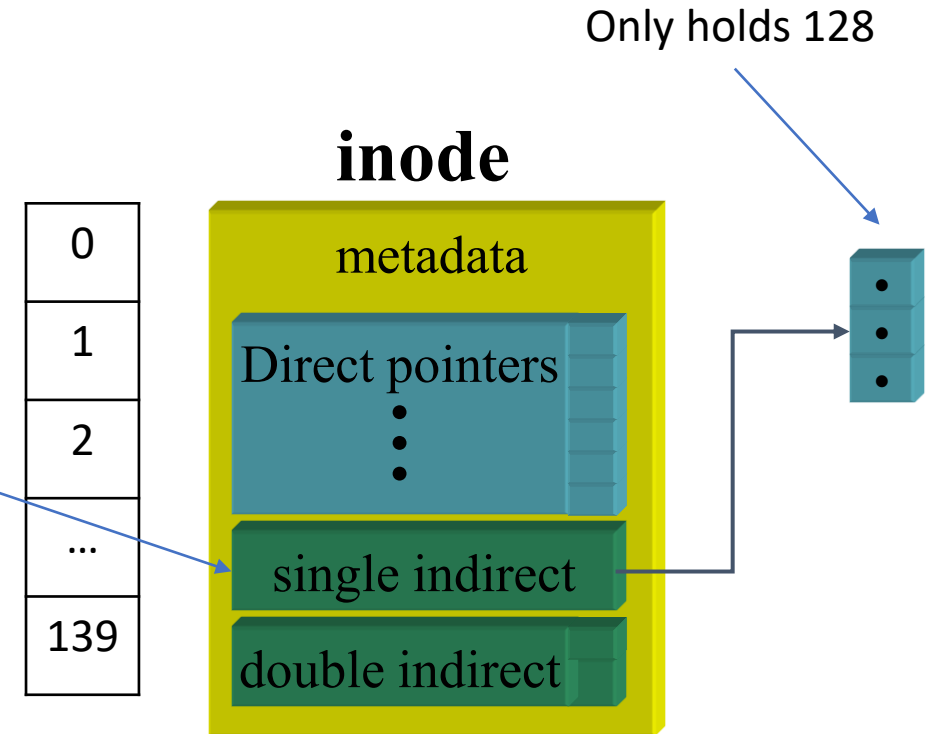 Only holds 128
inode
0
1
2
...
139
metadata
Direct pointers
single indirect
double indirect